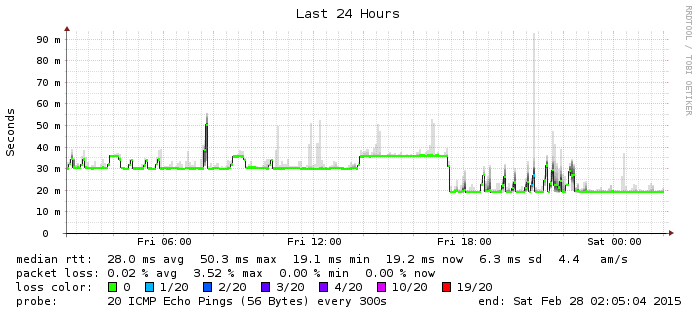 Last 24 Hours
RRDTOOL / TOBI OETIKER
Seconds
90 m
80 m
70 m
60 m
50 m
40 m
30 m
20 m
10 m
0
Fri 06:00 Fri 12:00 Fri 18:00 Sat 00:00
median rtt: 28.0 ms avg 50.3 ms max 19.1 ms min 19.2 ms now 6.3 ms sd 4.4 am/s
packet loss: 0.02 % avg 3.52 % max 0.00 % min 0.00 % now
loss color: 0 1/20 2/20 3/20 4/20 10/20 19/20
probe: 20 ICMP Echo Pings (56 Bytes) every 300s end: Sat Feb 28 02:05:04 2015